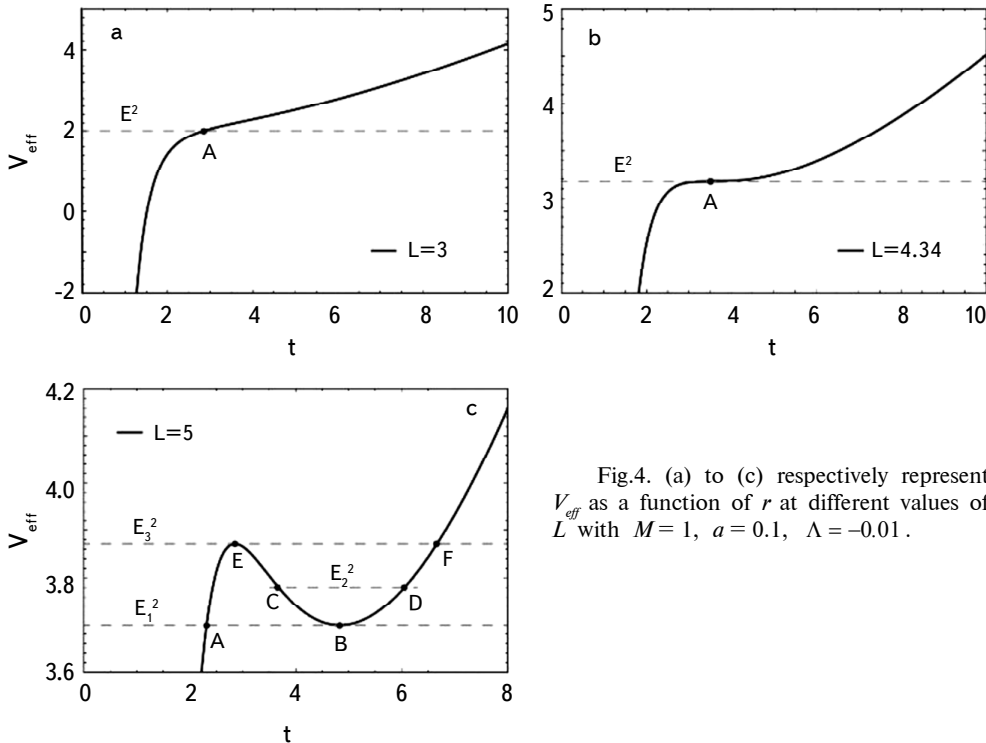 a
4
2
0
-2
V_eff
E²
A
L=3
0 2 4 6 8 10
t
b
5
4
3
2
E²
A
L=4.34
0 2 4 6 8 10
t
c
4.2
4.0
3.8
3.6
V_eff
L=5
E₃²
E
F
E₂²
C
D
E₁²
A
B
0 2 4 6 8
t
Fig.4. (a) to (c) respectively represent
V_eff as a function of r at different values of
L with M = 1, a = 0.1, Λ = −0.01 .